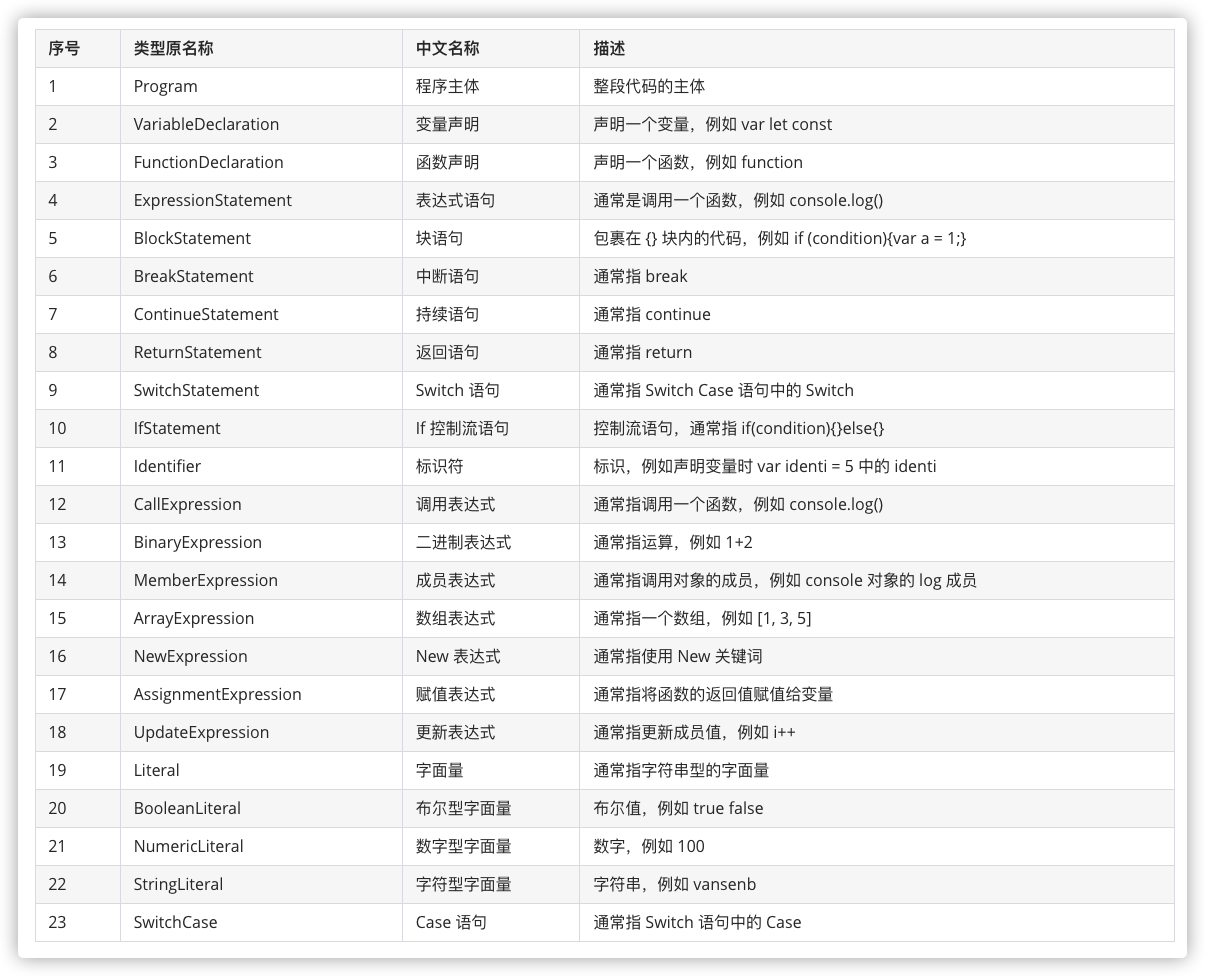 序号 类型原名称 中文名称 描述
1 Program 程序主体 整段代码的主体
2 VariableDeclaration 变量声明 声明一个变量，例如 var let const
3 FunctionDeclaration 函数声明 声明一个函数，例如 function
4 ExpressionStatement 表达式语句 通常是调用一个函数，例如 console.log()
5 BlockStatement 块语句 包裹在 {} 块内的代码，例如 if (condition){var a = 1;}
6 BreakStatement 中断语句 通常指 break
7 ContinueStatement 持续语句 通常指 continue
8 ReturnStatement 返回语句 通常指 return
9 SwitchStatement Switch 语句 通常指 Switch Case 语句中的 Switch
10 IfStatement If 控制流语句 控制流语句，通常指 if(condition){}else{}
11 Identifier 标识符 标识，例如声明变量时 var identi = 5 中的 identi
12 CallExpression 调用表达式 通常指调用一个函数，例如 console.log()
13 BinaryExpression 二进制表达式 通常指运算，例如 1+2
14 MemberExpression 成员表达式 通常指调用对象的成员，例如 console 对象的 log 成员
15 ArrayExpression 数组表达式 通常指一个数组，例如 [1, 3, 5]
16 NewExpression New 表达式 通常指使用 New 关键词
17 AssignmentExpression 赋值表达式 通常指将函数的返回值赋值给变量
18 UpdateExpression 更新表达式 通常指更新成员值，例如 i++
19 Literal 字面量 通常指字符串型的字面量
20 BooleanLiteral 布尔型字面量 布尔值，例如 true false
21 NumericLiteral 数字型字面量 数字，例如 100
22 StringLiteral 字符型字面量 字符串，例如 vansenb
23 SwitchCase Case 语句 通常指 Switch 语句中的 Case